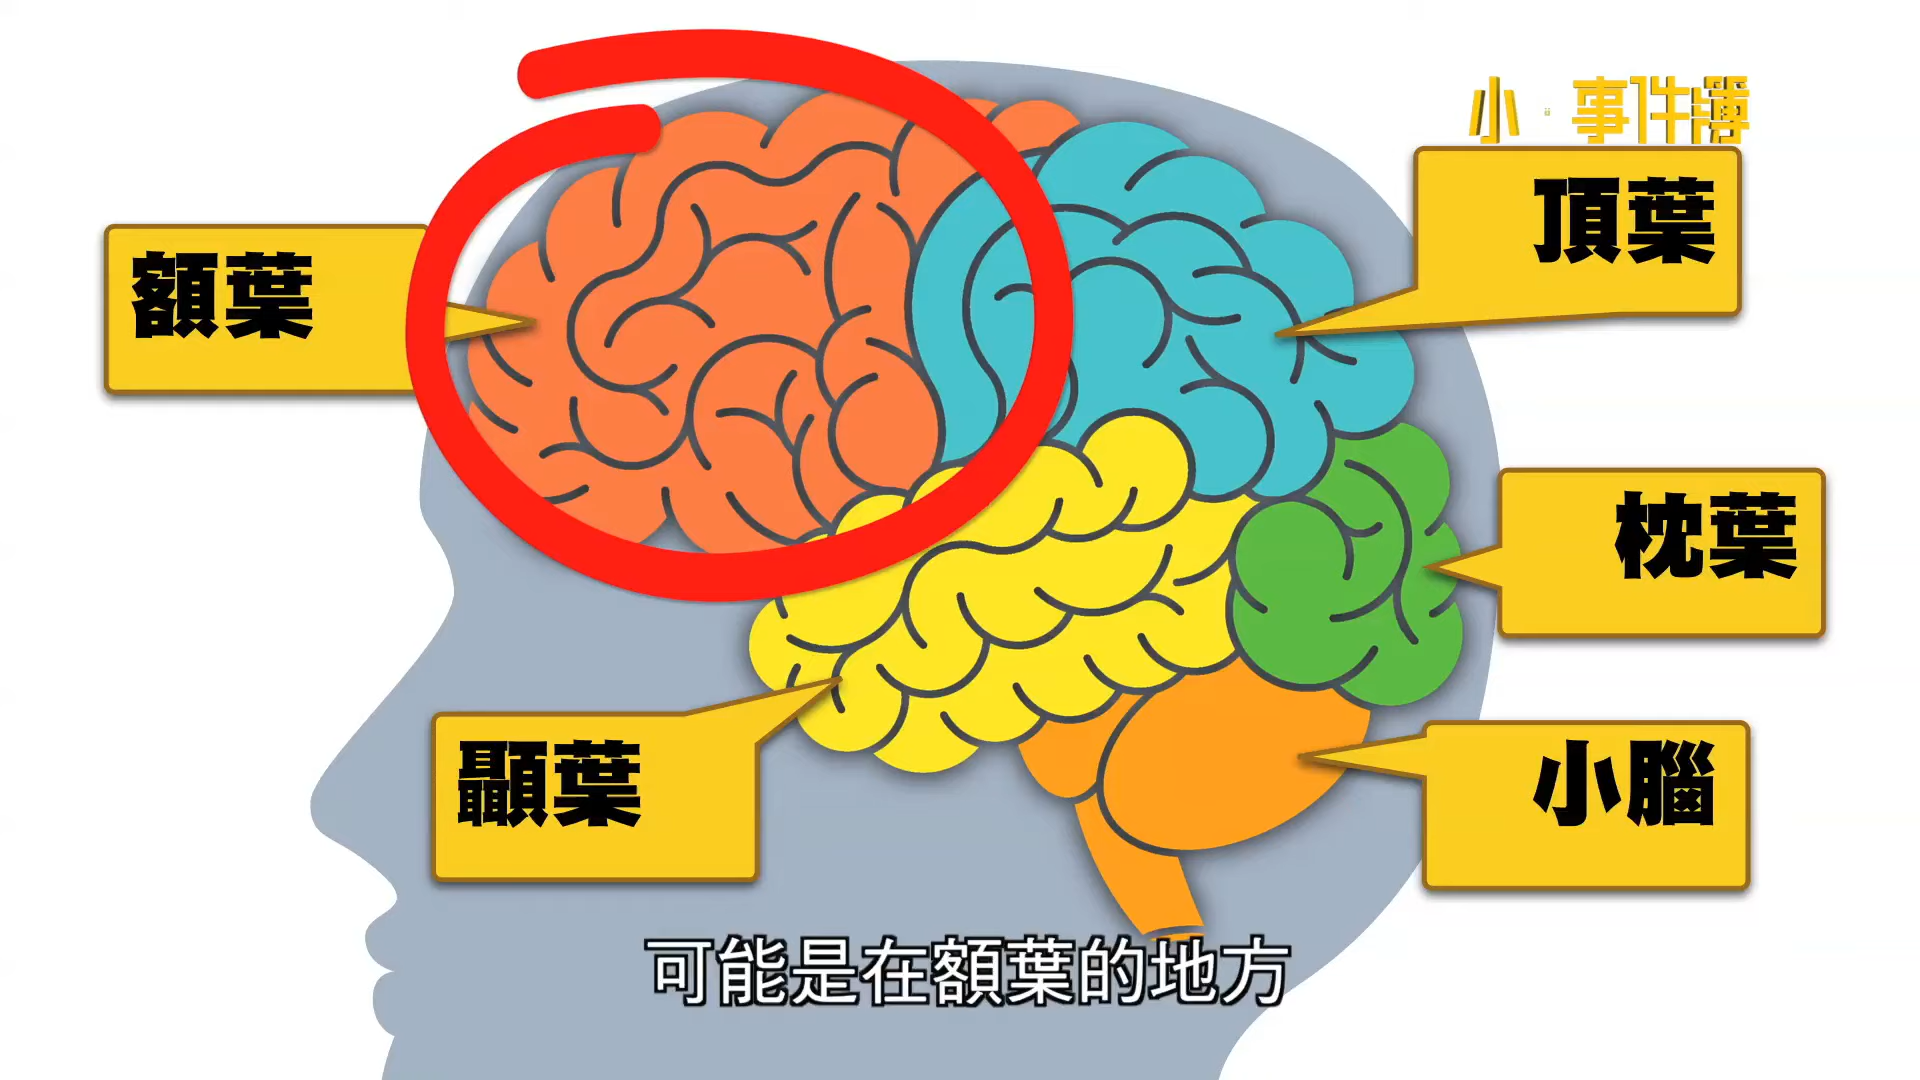 小·事件簿
頂葉
額葉
枕葉
顳葉
小腦
可能是在額葉的地方